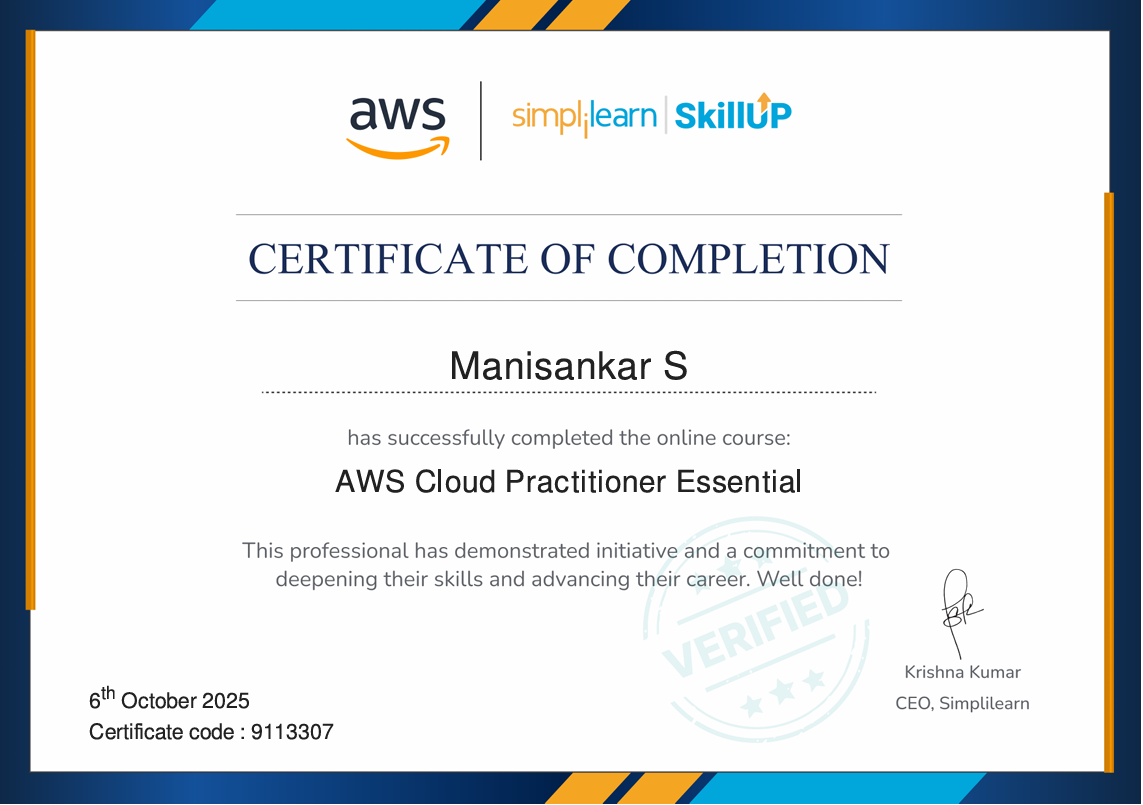 aws
simplilearn | SkillUP
CERTIFICATE OF COMPLETION
Manisankar S
has successfully completed the online course:
AWS Cloud Practitioner Essential
This professional has demonstrated initiative and a commitment to
deepening their skills and advancing their career. Well done!
VERIFIED
Krishna Kumar
CEO, Simplilearn
6th October 2025
Certificate code : 9113307